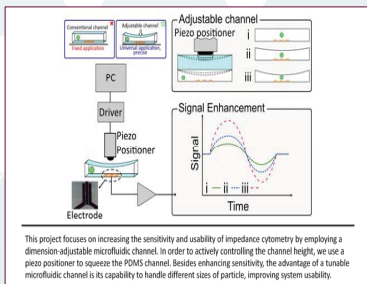 Conventional channel
Adjustable channel
Fixed application
Universal application,
precise
PC
Driver
Piezo
Positioner
Electrode
Adjustable channel
Piezo positioner
i
ii
iii
Signal Enhancement
Signal
i ii iii
Time
This project focuses on increasing the sensitivity and usability of impedance cytometry by employing a
dimension-adjustable microfluidic channel. In order to actively controlling the channel height, we use a
piezo positioner to squeeze the PDMS channel. Besides enhancing sensitivity, the advantage of a tunable
microfluidic channel is its capability to handle different sizes of particle, improving system usability.